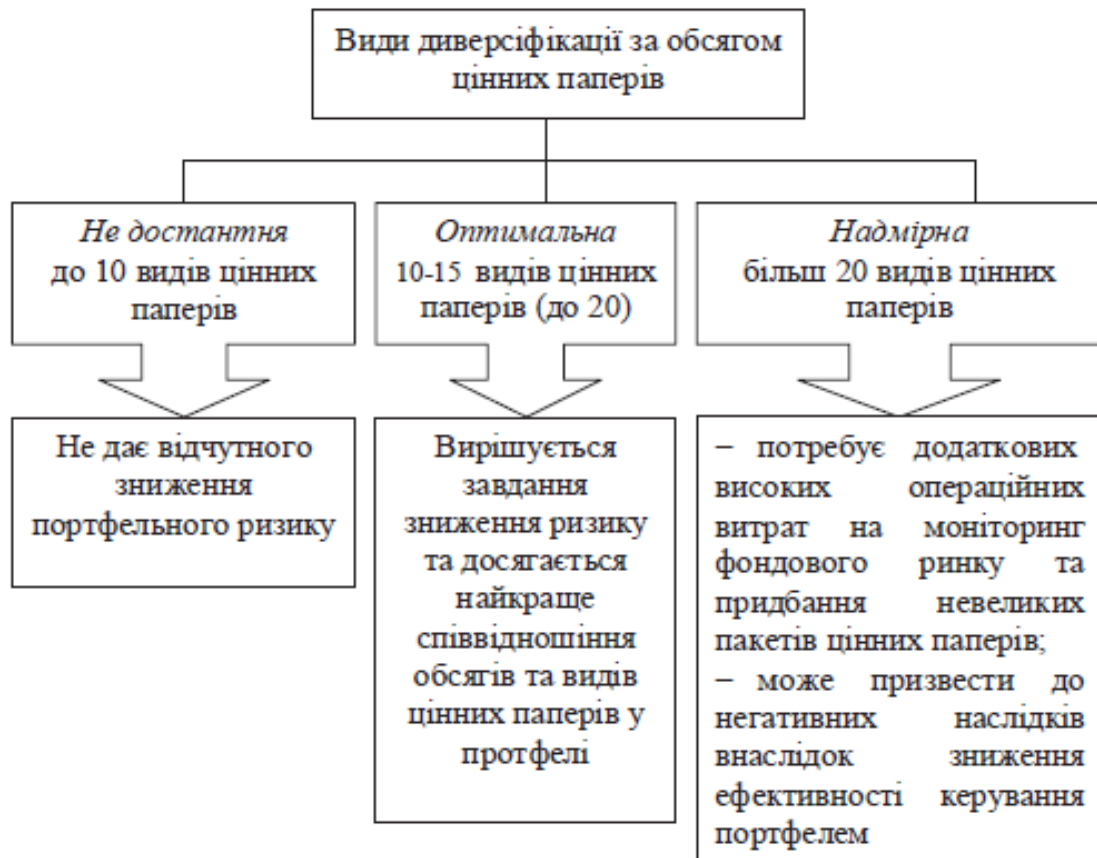 Види диверсіфікації за обсягом
цінних паперів
Не достантня
до 10 видів цінних
паперів
Оптимальна
10-15 видів цінних
паперів (до 20)
Надмірна
більш 20 видів цінних
паперів
Не дає відчутного
зниження
портфельного ризику
Вирішується
завдання
зниження ризику
та досягається
найкраще
співвідношіння
обсягів та видів
цінних паперів у
протфелі
– потребує додаткових
високих операційних
витрат на моніторинг
фондового ринку та
придбання невеликих
пакетів цінних паперів;
– може призвести до
негативних наслідків
внаслідок зниження
ефективності керування
портфелем